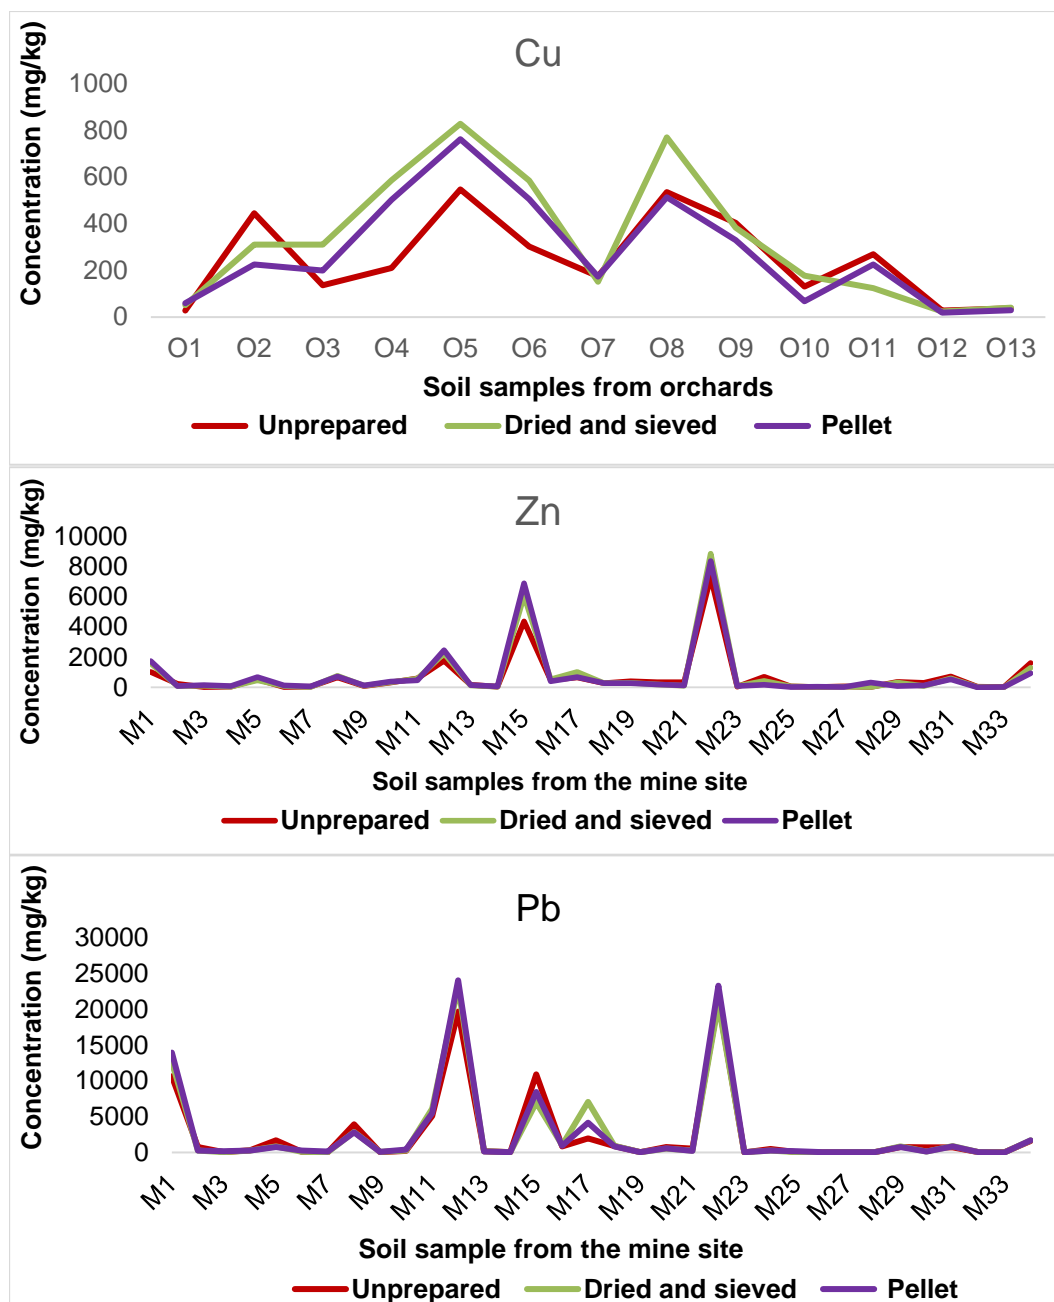 Cu
Concentration (mg/kg)
1000
800
600
400
200
0
O1 O2 O3 O4 O5 O6 O7 O8 O9 O10 O11 O12 O13
Soil samples from orchards
Unprepared Dried and sieved Pellet
Zn
Concentration (mg/kg)
10000
8000
6000
4000
2000
0
M1 M3 M5 M7 M9 M11 M13 M15 M17 M19 M21 M23 M25 M27 M29 M31 M33
Soil samples from the mine site
Unprepared Dried and sieved Pellet
Pb
Concentration (mg/kg)
30000
25000
20000
15000
10000
5000
0
M1 M3 M5 M7 M9 M11 M13 M15 M17 M19 M21 M23 M25 M27 M29 M31 M33
Soil sample from the mine site
Unprepared Dried and sieved Pellet